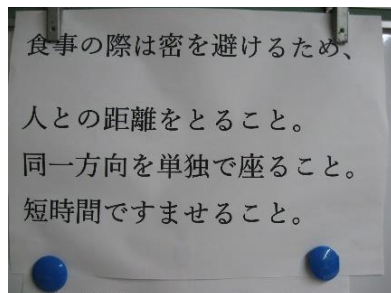 食事の際は密を避けるため、
人との距離をとること。
同一方向を単独で座ること。
短時間ですませること。